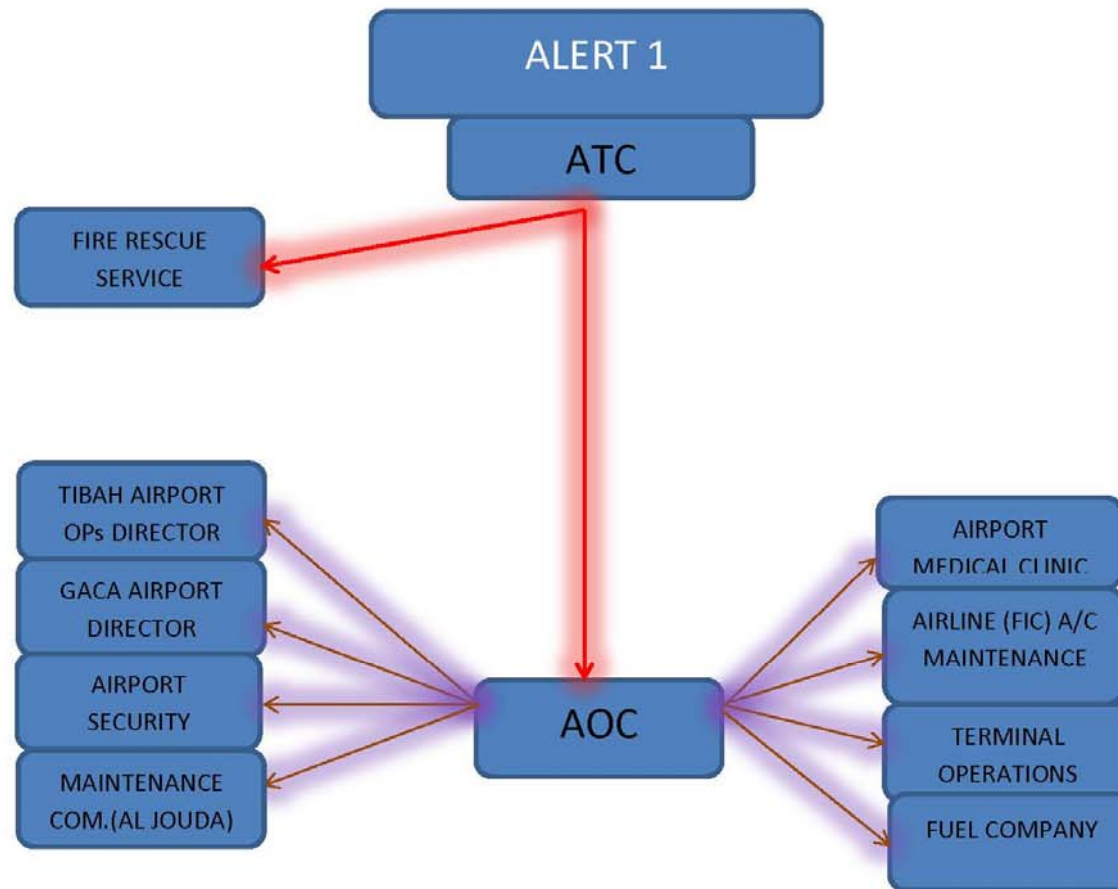 ALERT 1
ATC
FIRE RESCUE
SERVICE
TIBAH AIRPORT
OPs DIRECTOR
GACA AIRPORT
DIRECTOR
AIRPORT
SECURITY
MAINTENANCE
COM.(AL JOUDA)
AOC
AIRPORT
MEDICAL CLINIC
AIRLINE (FIC) A/C
MAINTENANCE
TERMINAL
OPERATIONS
FUEL COMPANY